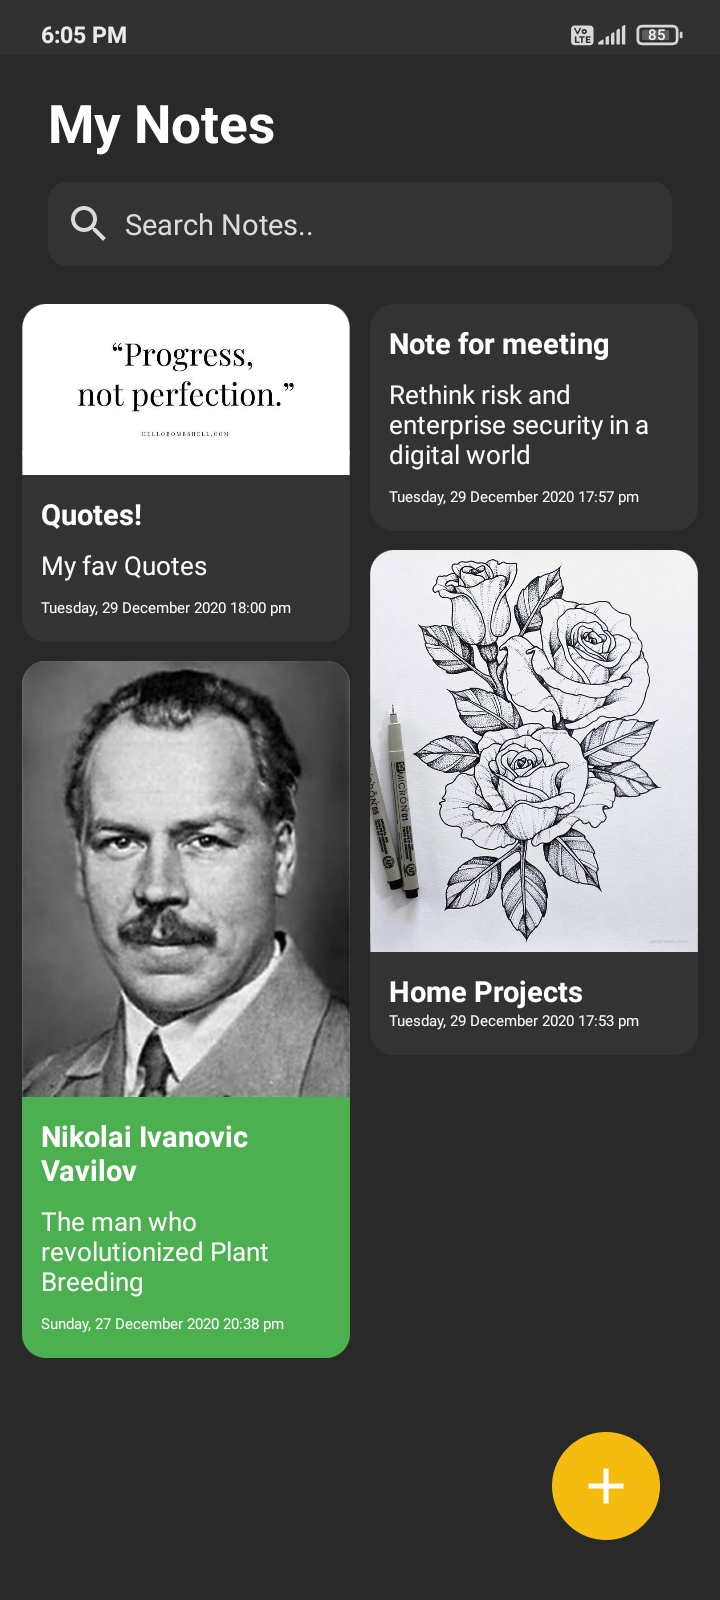 6:05 PM
Vo
LTE
85
My Notes
Search Notes..
“Progress,
not perfection.”
HELLOBOMBSHELL.COM
Quotes!
My fav Quotes
Tuesday, 29 December 2020 18:00 pm
Note for meeting
Rethink risk and
enterprise security in a
digital world
Tuesday, 29 December 2020 17:57 pm
MICRON
Home Projects
Tuesday, 29 December 2020 17:53 pm
Nikolai Ivanovic
Vavilov
The man who
revolutionized Plant
Breeding
Sunday, 27 December 2020 20:38 pm